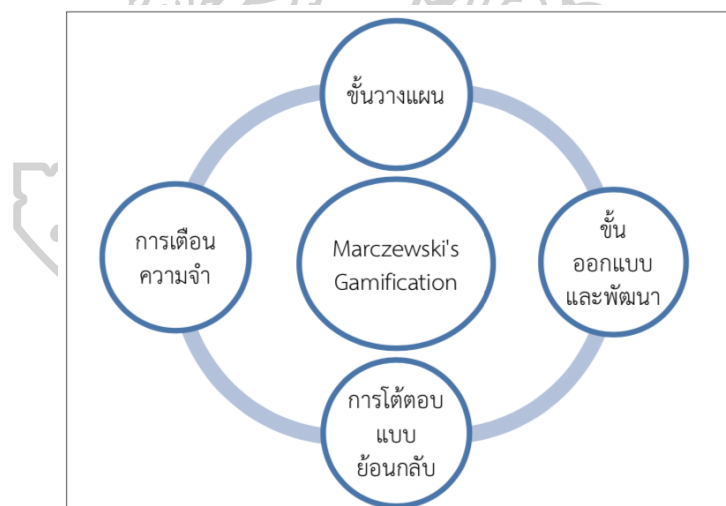 ขั้นวางแผน
การเตือน
ความจำ
Marczewski's
Gamification
ขั้น
ออกแบบ
และพัฒนา
การโต้ตอบ
แบบ
ย้อนกลับ